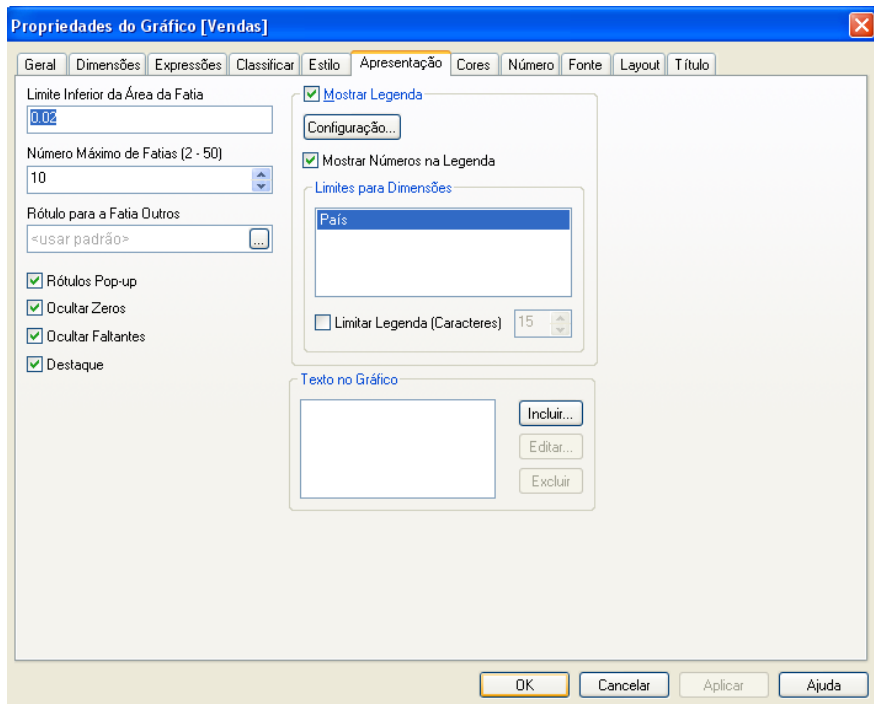 Propriedades do Gráfico [Vendas]
Geral Dimensões Expressões Classificar Estilo Apresentação Cores Número Fonte Layout Título
Limite Inferior da Área da Fatia
0.02
Número Máximo de Fatias (2 - 50)
10
Rótulo para a Fatia Outros
<usar padrão> ...
Rótulos Pop-up
Ocultar Zeros
Ocultar Faltantes
Destaque
Mostrar Legenda
Configuração...
Mostrar Números na Legenda
Limites para Dimensões
País
Limitar Legenda (Caracteres) 15
Texto no Gráfico
Incluir...
Editar...
Excluir
OK Cancelar Aplicar Ajuda